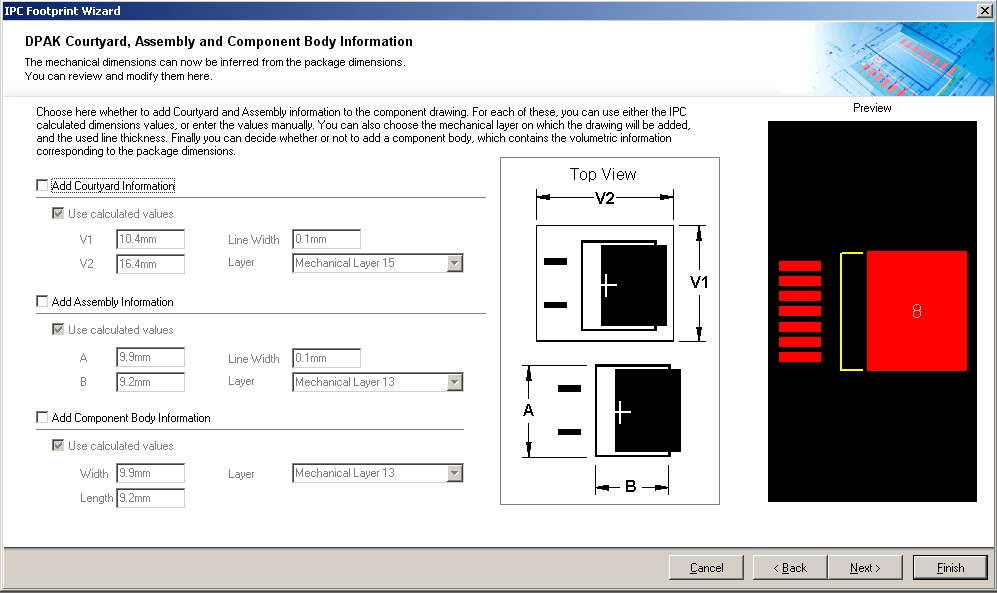 IPC Footprint Wizard
DPAK Courtyard, Assembly and Component Body Information
The mechanical dimensions can now be inferred from the package dimensions.
You can review and modify them here.
Choose here whether to add Courtyard and Assembly information to the component drawing. For each of these, you can use either the IPC
calculated dimensions values, or enter the values manually. You can also choose the mechanical layer on which the drawing will be added,
and the used line thickness. Finally you can decide whether or not to add a component body, which contains the volumetric information
corresponding to the package dimensions.
Preview
Add Courtyard Information
Use calculated values
V1 10.4mm Line Width 0.1mm
V2 16.4mm Layer Mechanical Layer 15
Add Assembly Information
Use calculated values
A 9.9mm Line Width 0.1mm
B 9.2mm Layer Mechanical Layer 13
Add Component Body Information
Use calculated values
Width 9.9mm Layer Mechanical Layer 13
Length 9.2mm
Top View
V2
V1
A
B
8
Cancel
< Back
Next >
Finish